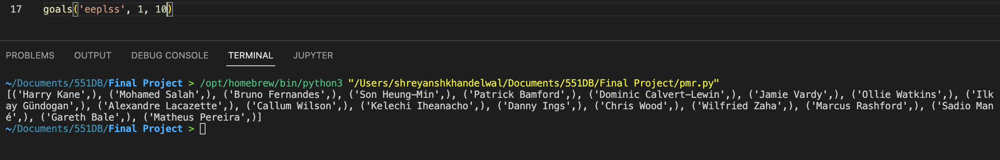 17 goals('eeplss', 1, 10)
PROBLEMS OUTPUT DEBUG CONSOLE TERMINAL JUPYTER
~/Documents/551DB/Final Project > /opt/homebrew/bin/python3 "/Users/shreyanshkhandelwal/Documents/551DB/Final Project/pmr.py"
[('Harry Kane',), ('Mohamed Salah',), ('Bruno Fernandes',), ('Son Heung-Min',), ('Patrick Bamford',), ('Dominic Calvert-Lewin',), ('Jamie Vardy',), ('Ollie Watkins',), ('Ilk
ay Gündogan',), ('Alexandre Lacazette',), ('Callum Wilson',), ('Kelechi Iheanacho',), ('Danny Ings',), ('Chris Wood',), ('Wilfried Zaha',), ('Marcus Rashford',), ('Sadio Man
é',), ('Gareth Bale',), ('Matheus Pereira',)]
~/Documents/551DB/Final Project >